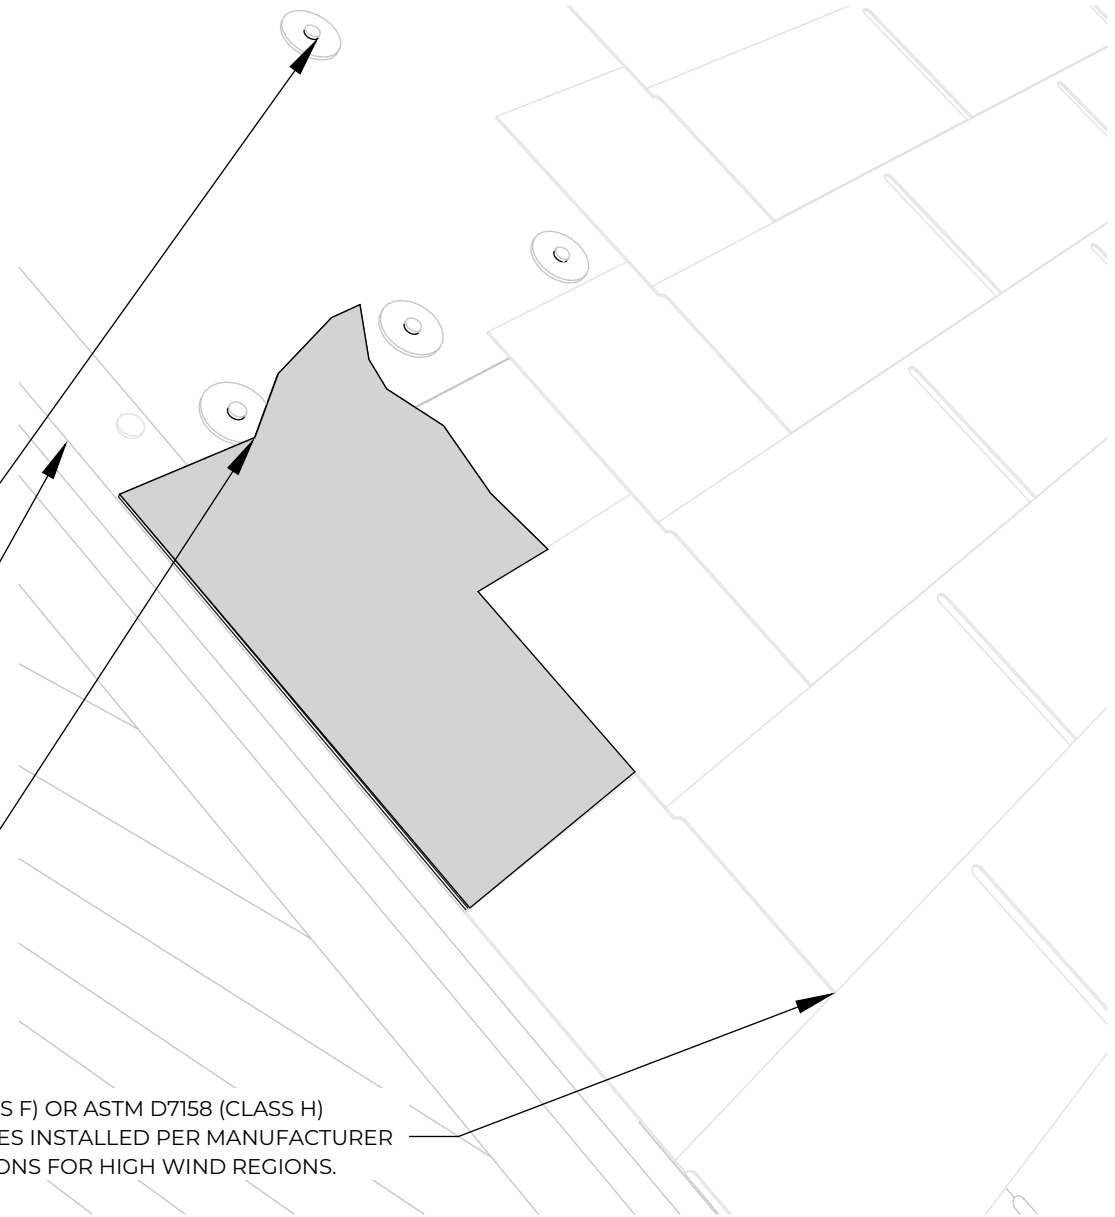 S F) OR ASTM D7158 (CLASS H)
ES INSTALLED PER MANUFACTURER
ONS FOR HIGH WIND REGIONS.